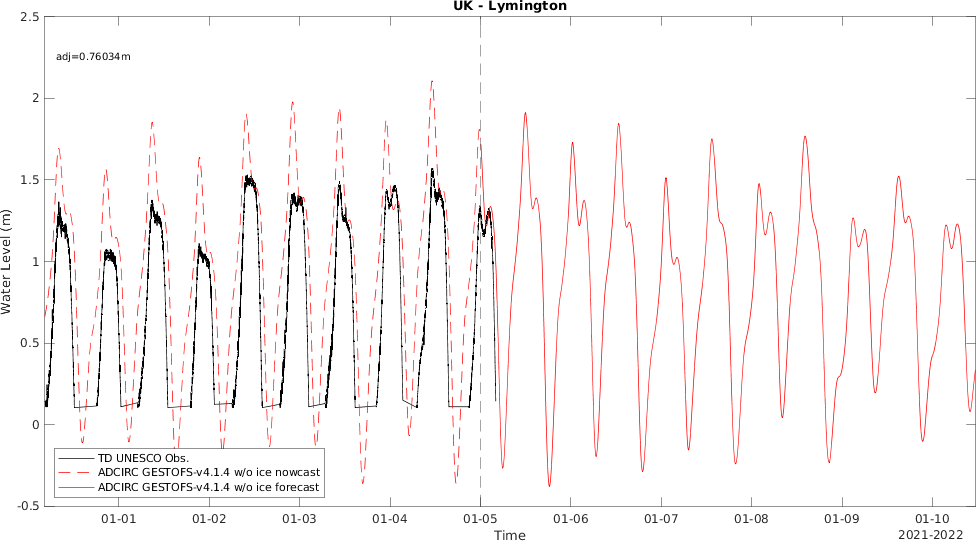 UK - Lymington
2.5
adj=0.76034m
2
1.5
1
0.5
0
-0.5
Water Level (m)
TD UNESCO Obs.
ADCIRC GESTOFS-v4.1.4 w/o ice nowcast
ADCIRC GESTOFS-v4.1.4 w/o ice forecast
01-01 01-02 01-03 01-04 01-05 01-06 01-07 01-08 01-09 01-10
Time
2021-2022